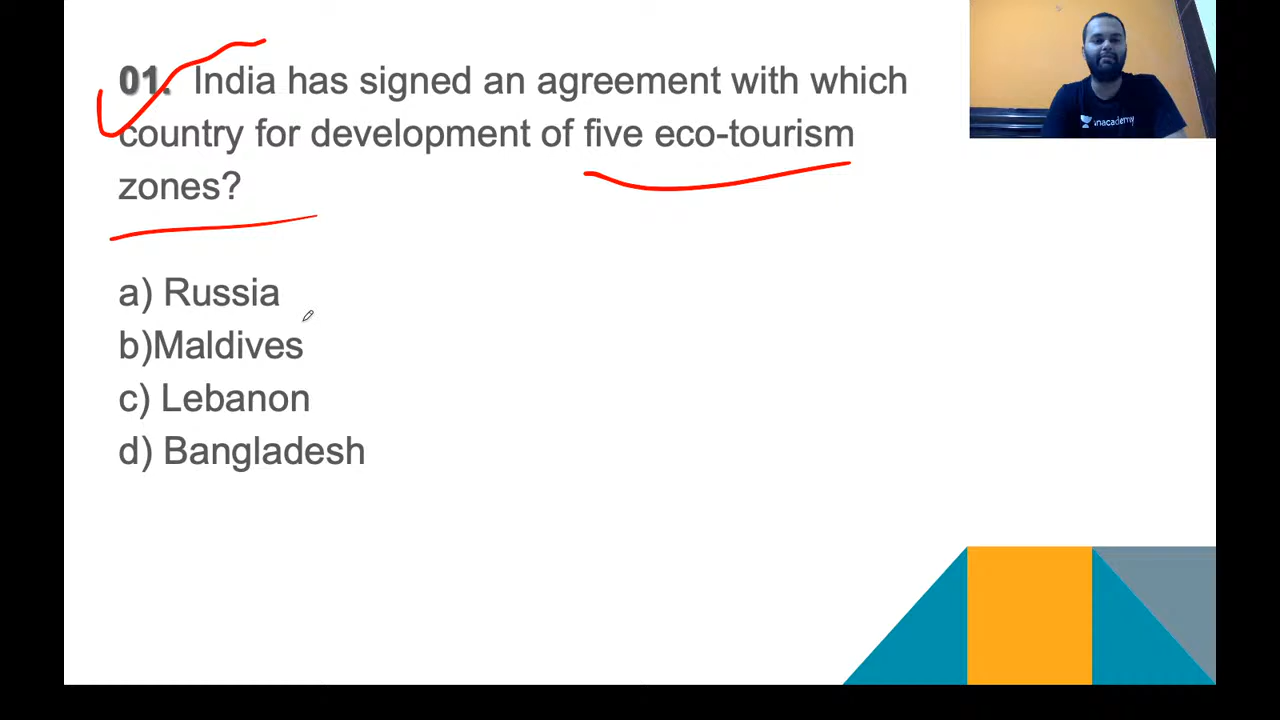 01. India has signed an agreement with which
country for development of five eco-tourism
zones?
a) Russia
b)Maldives
c) Lebanon
d) Bangladesh
unacademy